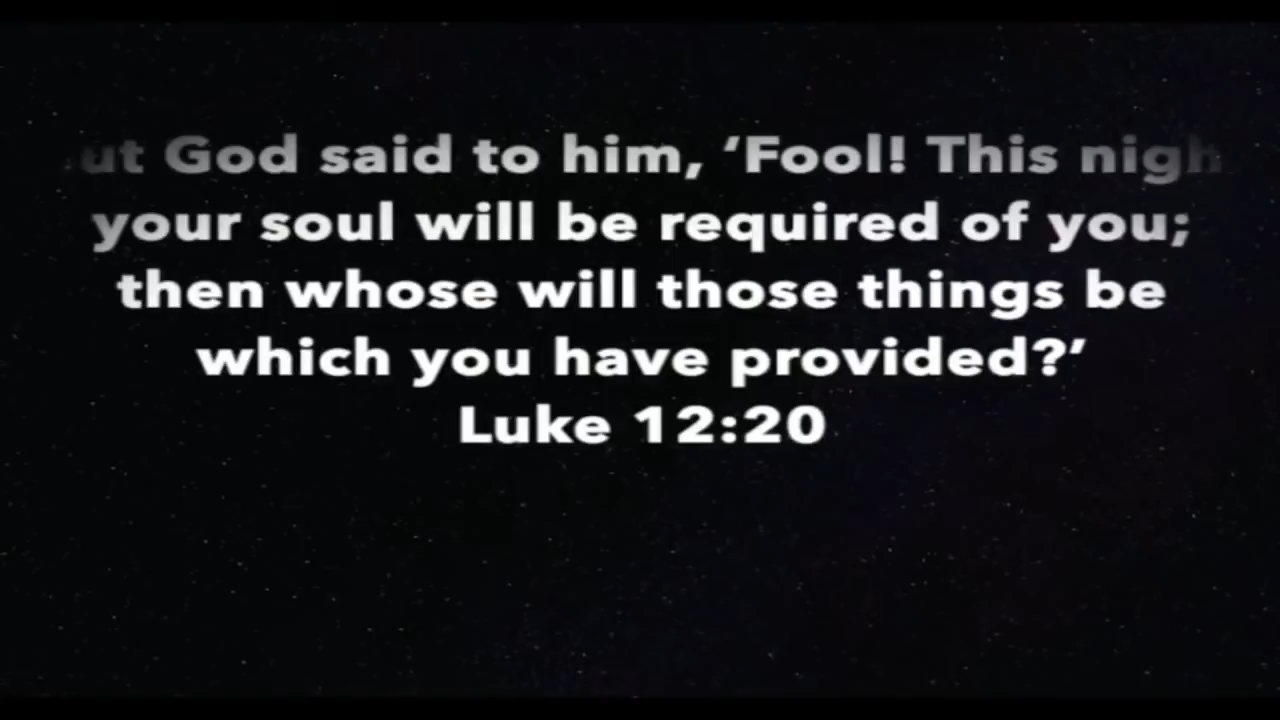 ut God said to him, ‘Fool! This nigh
your soul will be required of you;
then whose will those things be
which you have provided?’
Luke 12:20